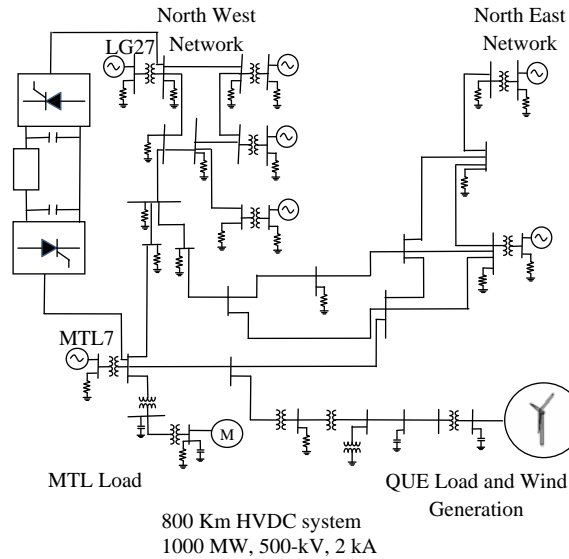 North West
Network
North East
Network
LG27
MTL7
M
MTL Load
QUE Load and Wind
Generation
800 Km HVDC system
1000 MW, 500-kV, 2 kA